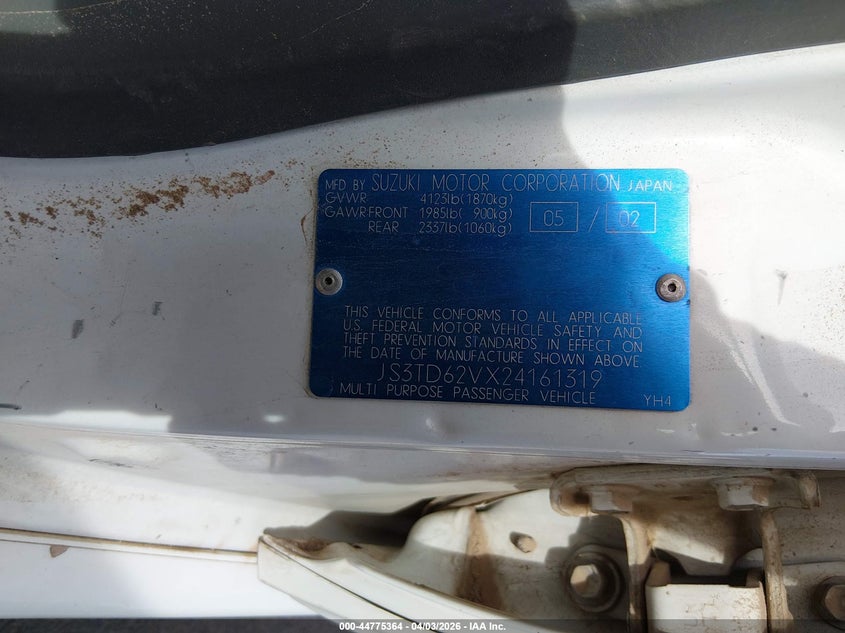 MFD BY SUZUKI MOTOR CORPORATION JAPAN
GVWR 4123lb(1870kg)
GAWR:FRONT 1985lb( 900kg) 05 / 02
REAR 2337lb(1060kg)
THIS VEHICLE CONFORMS TO ALL APPLICABLE
U.S. FEDERAL MOTOR VEHICLE SAFETY AND
THEFT PREVENTION STANDARDS IN EFFECT ON
THE DATE OF MANUFACTURE SHOWN ABOVE.
JS3TD62VX24161319
MULTI PURPOSE PASSENGER VEHICLE YH4
000-44775364 - 04/03/2026 - IAA Inc.